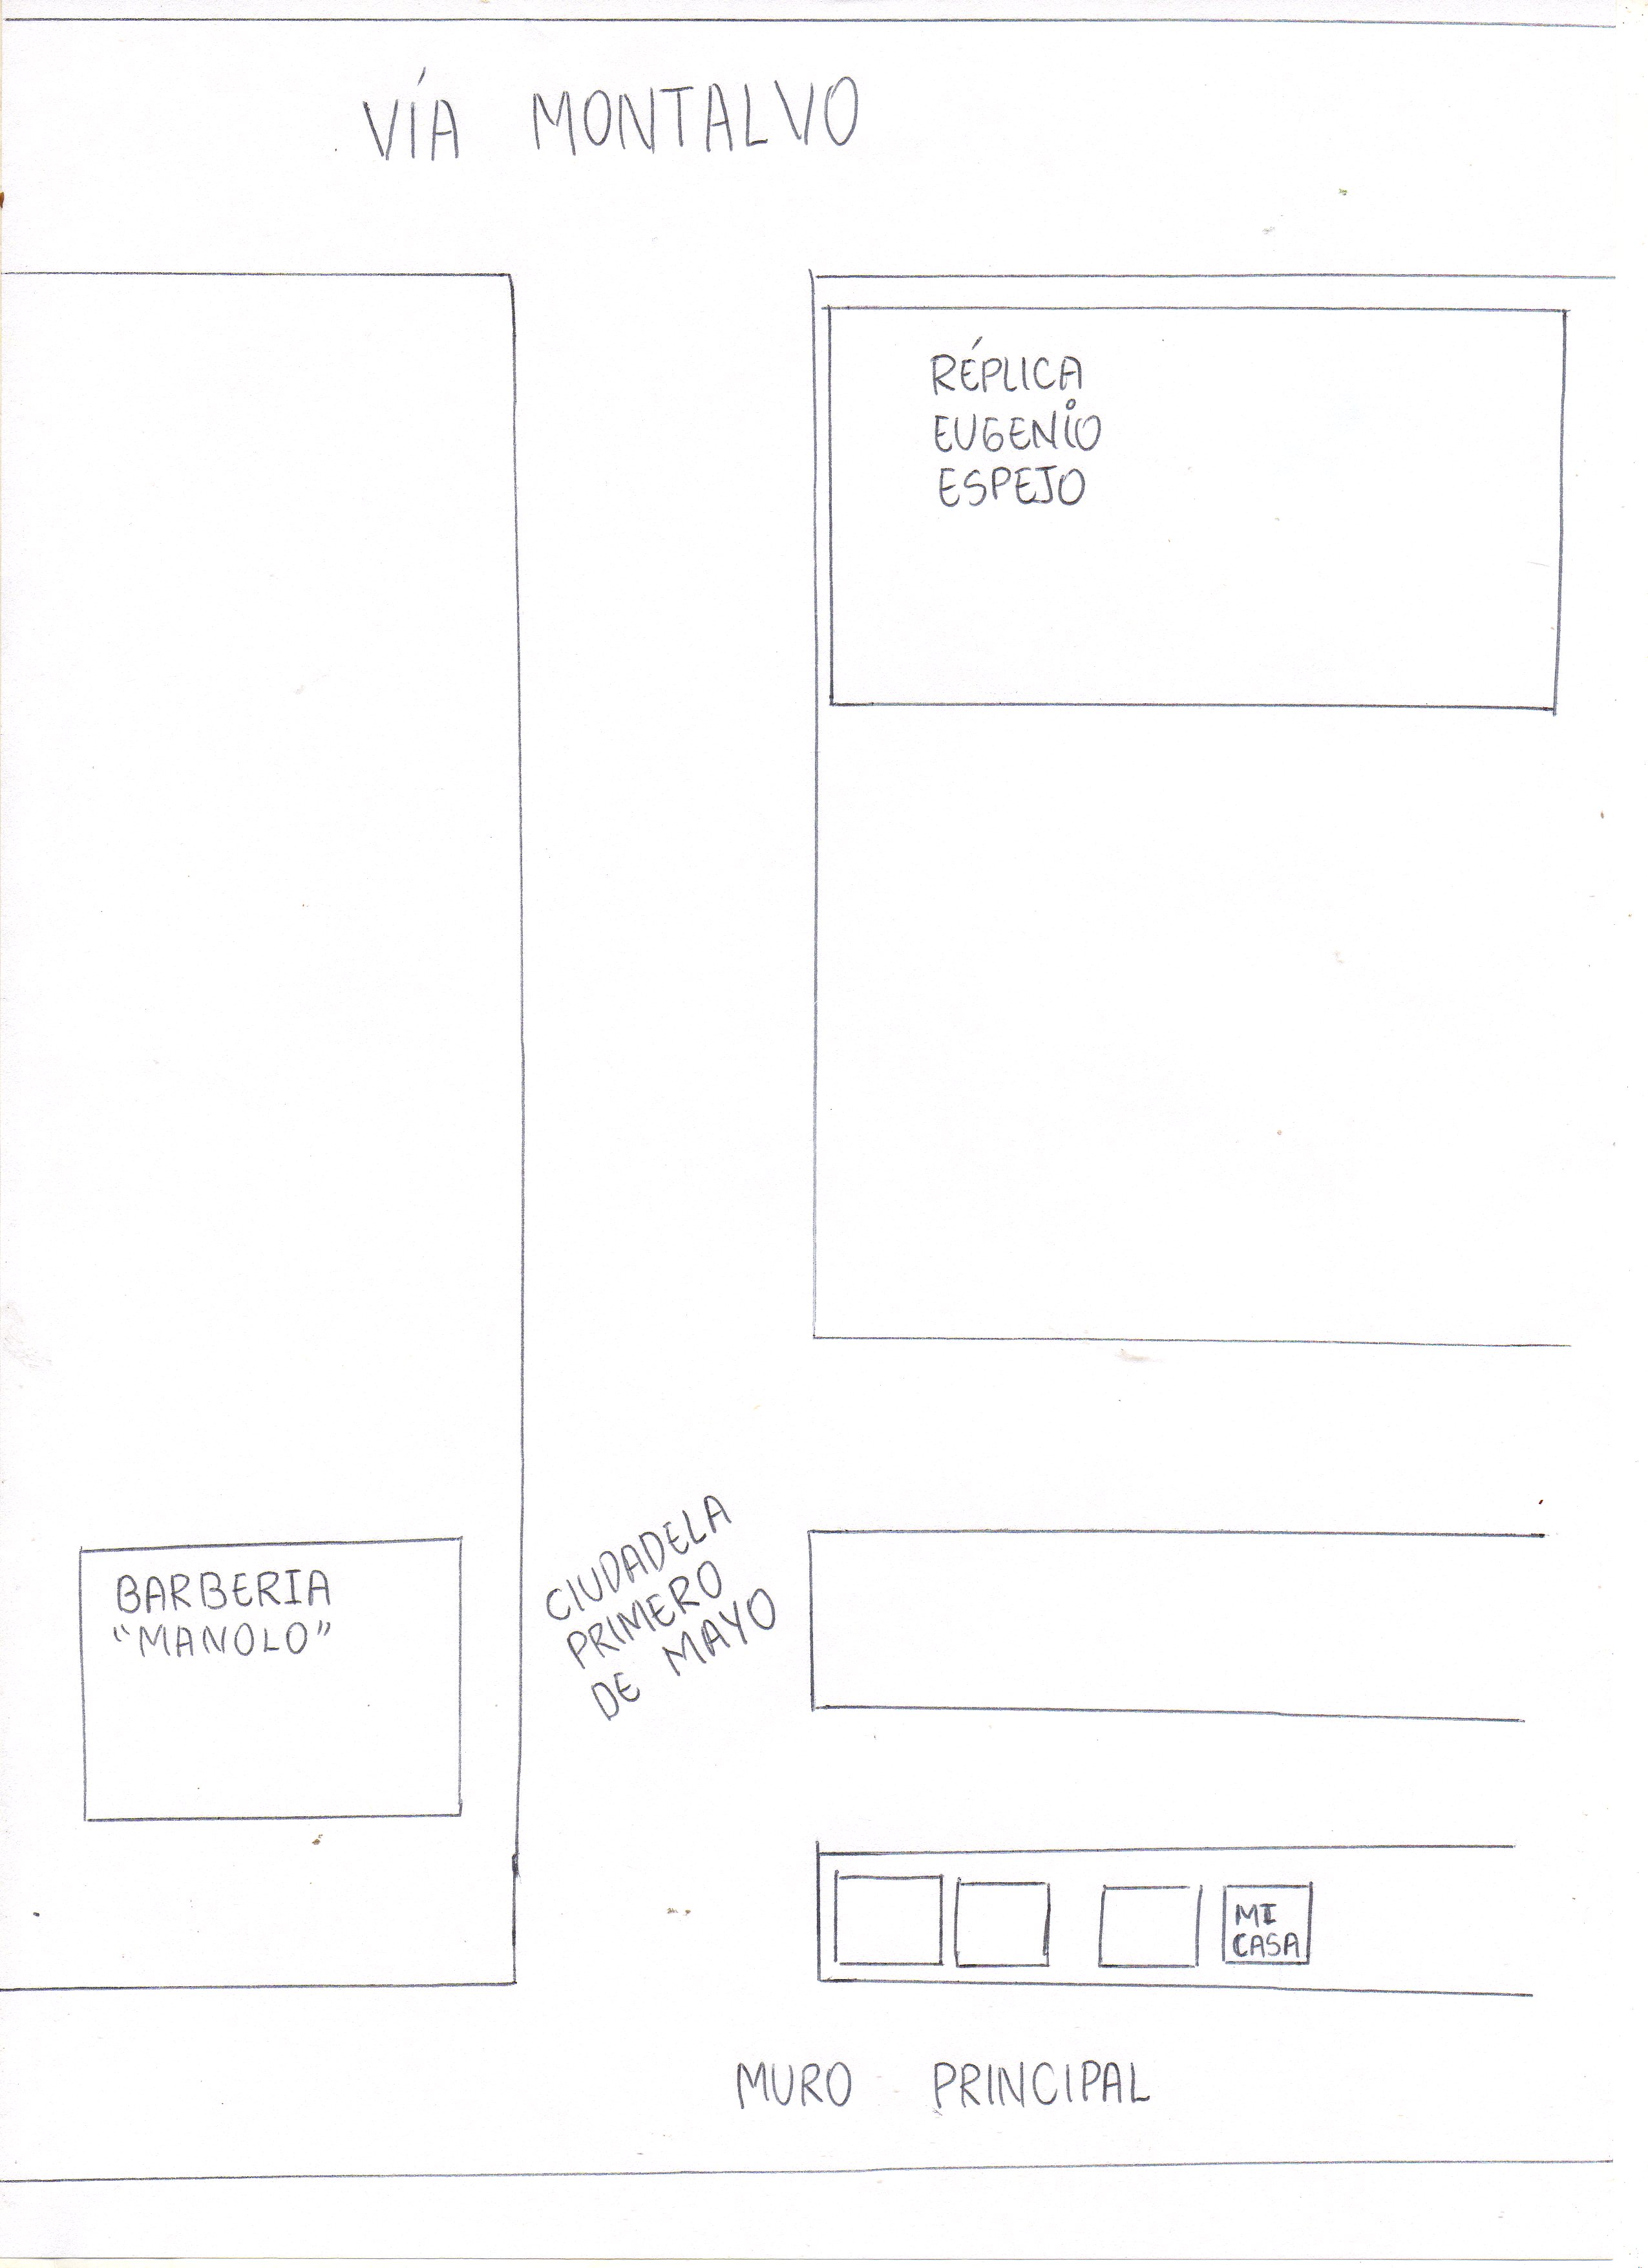 VÍA MONTALVO
RÉPLICA
EUGENIO
ESPEJO
BARBERIA
"MANOLO"
CIUDADELA
PRIMERO
DE MAYO
MI
CASA
MURO PRINCIPAL